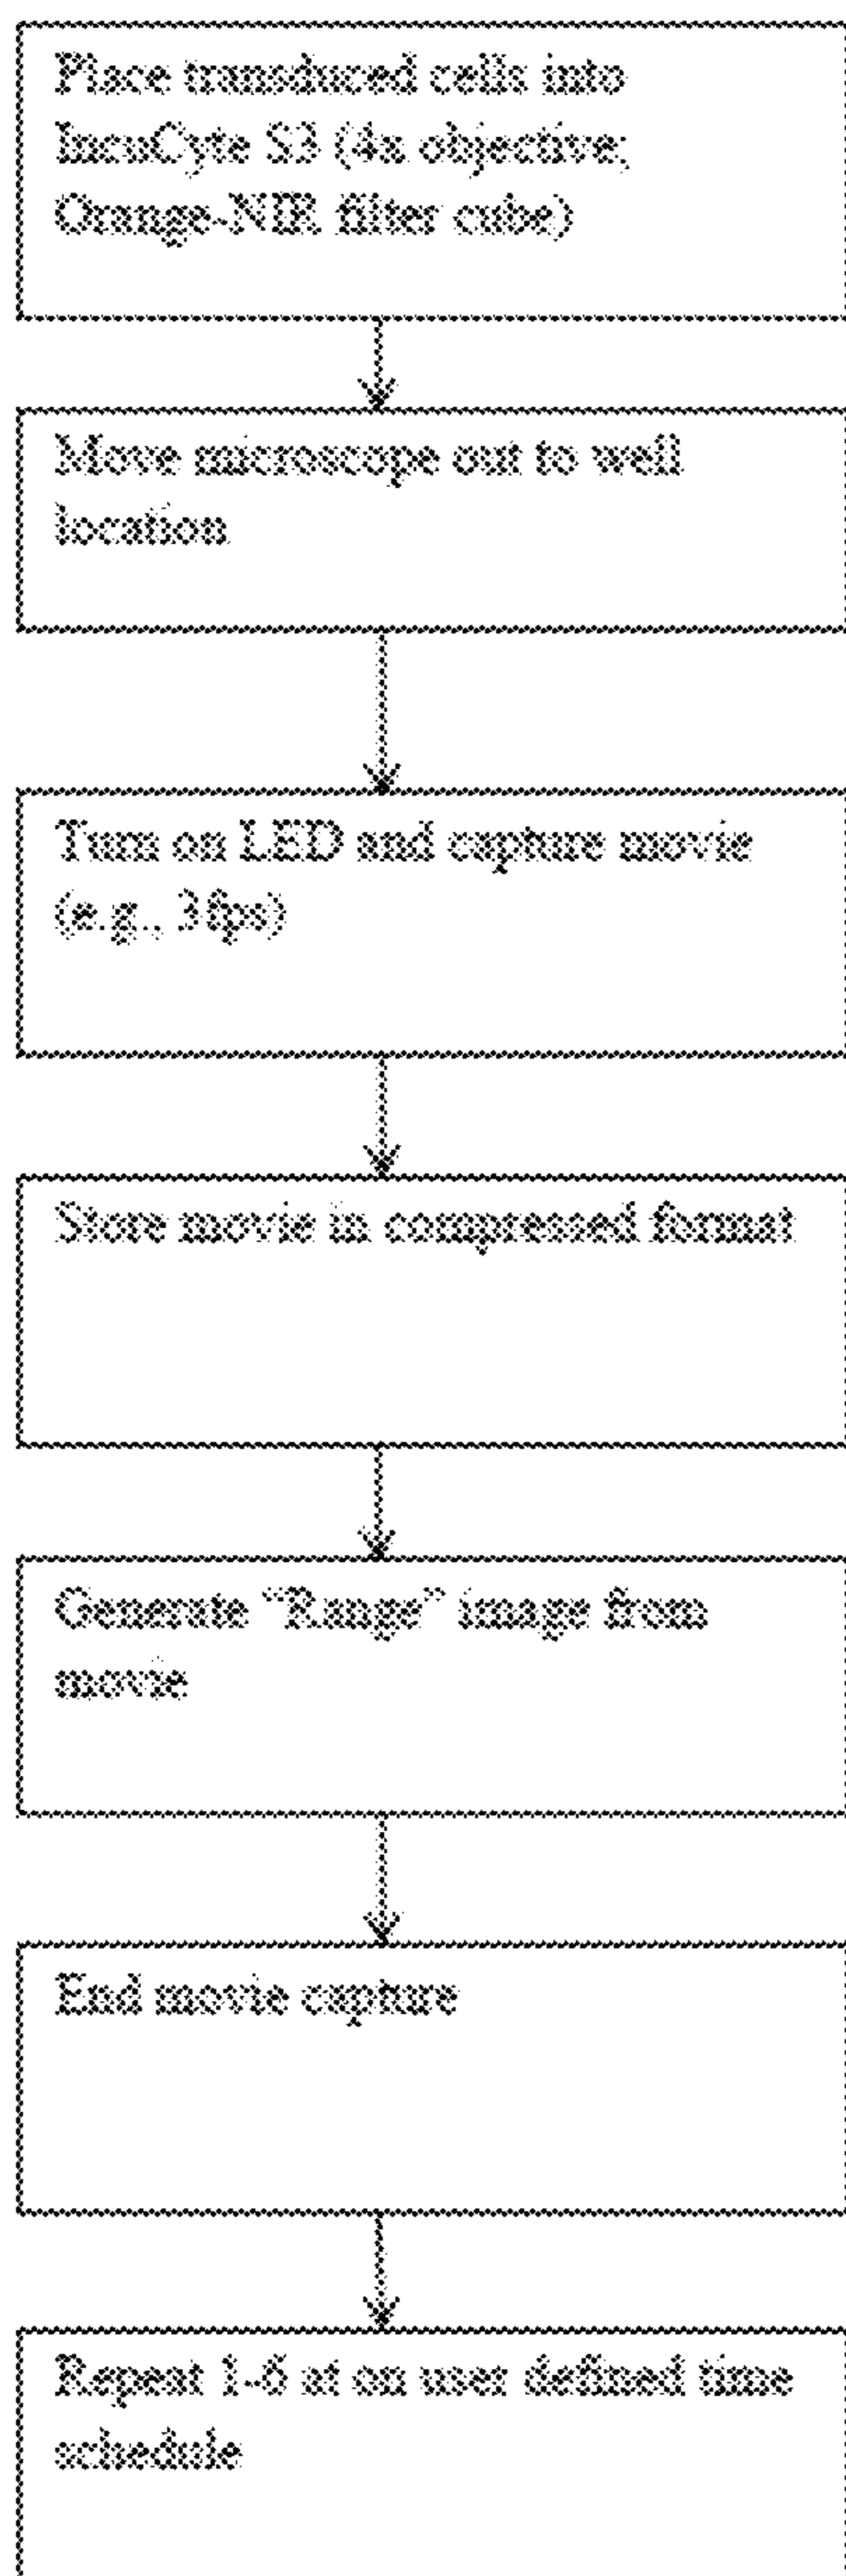 Place transduced cells into
IncuCyte S3 (4x objective;
Orange-NIR filter cube)
Move microscope out to well
location
Turn on LED and capture movie
(e.g., 3fps)
Store movie in compressed format
Generate "Range" image from
movie
End movie capture
Repeat 1-6 at on user defined time
schedule